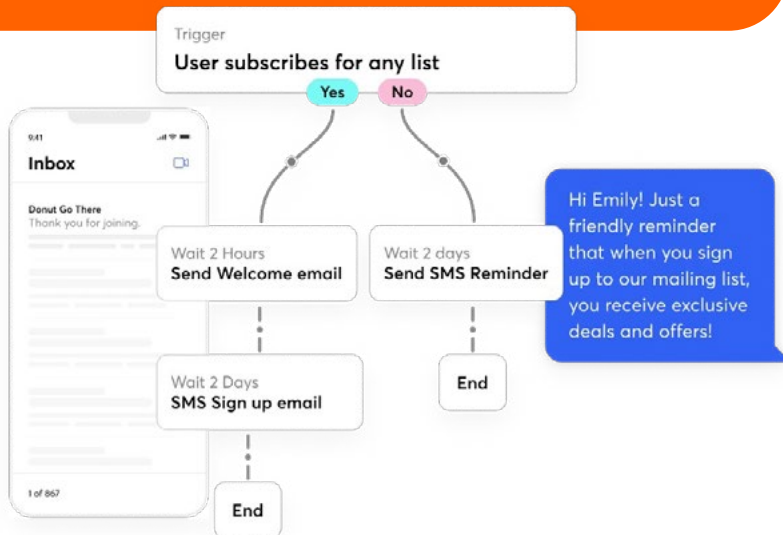 Trigger
User subscribes for any list
Yes
No
9:41
Inbox
Donut Go There
Thank you for joining.
Wait 2 Hours
Send Welcome email
Wait 2 days
Send SMS Reminder
Hi Emily! Just a
friendly reminder
that when you sign
up to our mailing list,
you receive exclusive
deals and offers!
Wait 2 Days
SMS Sign up email
End
1 of 867
End